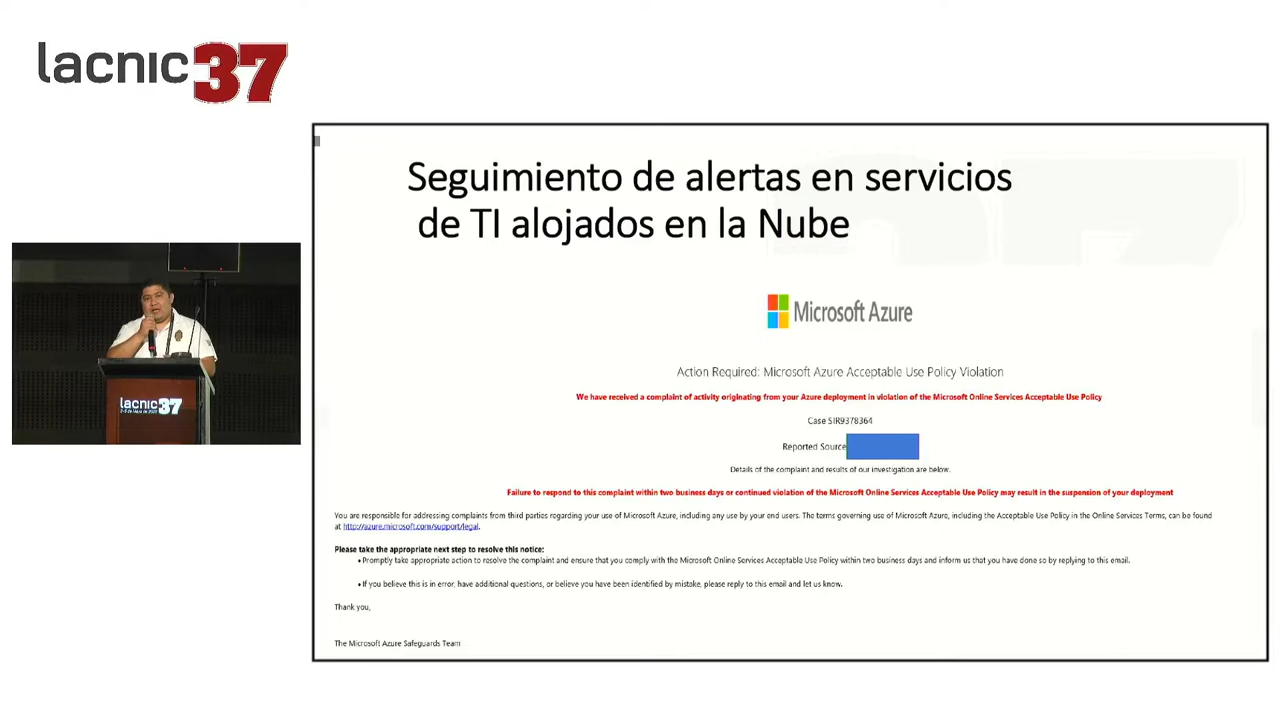 lacnic37
Seguimiento de alertas en servicios
de TI alojados en la Nube
Microsoft Azure
Action Required: Microsoft Azure Acceptable Use Policy Violation
We have received a complaint of activity originating from your Azure deployment in violation of the Microsoft Online Services Acceptable Use Policy
Case SIR9378364
Reported Source
Details of the complaint and results of our investigation are below.
Failure to respond to this complaint within two business days or continued violation of the Microsoft Online Services Acceptable Use Policy may result in the suspension of your deployment
You are responsible for addressing complaints from third parties regarding your use of Microsoft Azure, including any use by your end users. The terms governing use of Microsoft Azure, including the Acceptable Use Policy in the Online Services Terms, can be found
at http://azure.microsoft.com/support/legal.
Please take the appropriate next step to resolve this notice:
•Promptly take appropriate action to resolve the complaint and ensure that you comply with the Microsoft Online Services Acceptable Use Policy within two business days and inform us that you have done so by replying to this email.
•If you believe this is in error, have additional questions, or believe you have been identified by mistake, please reply to this email and let us know.
Thank you,
The Microsoft Azure Safeguards Team
lacnic37